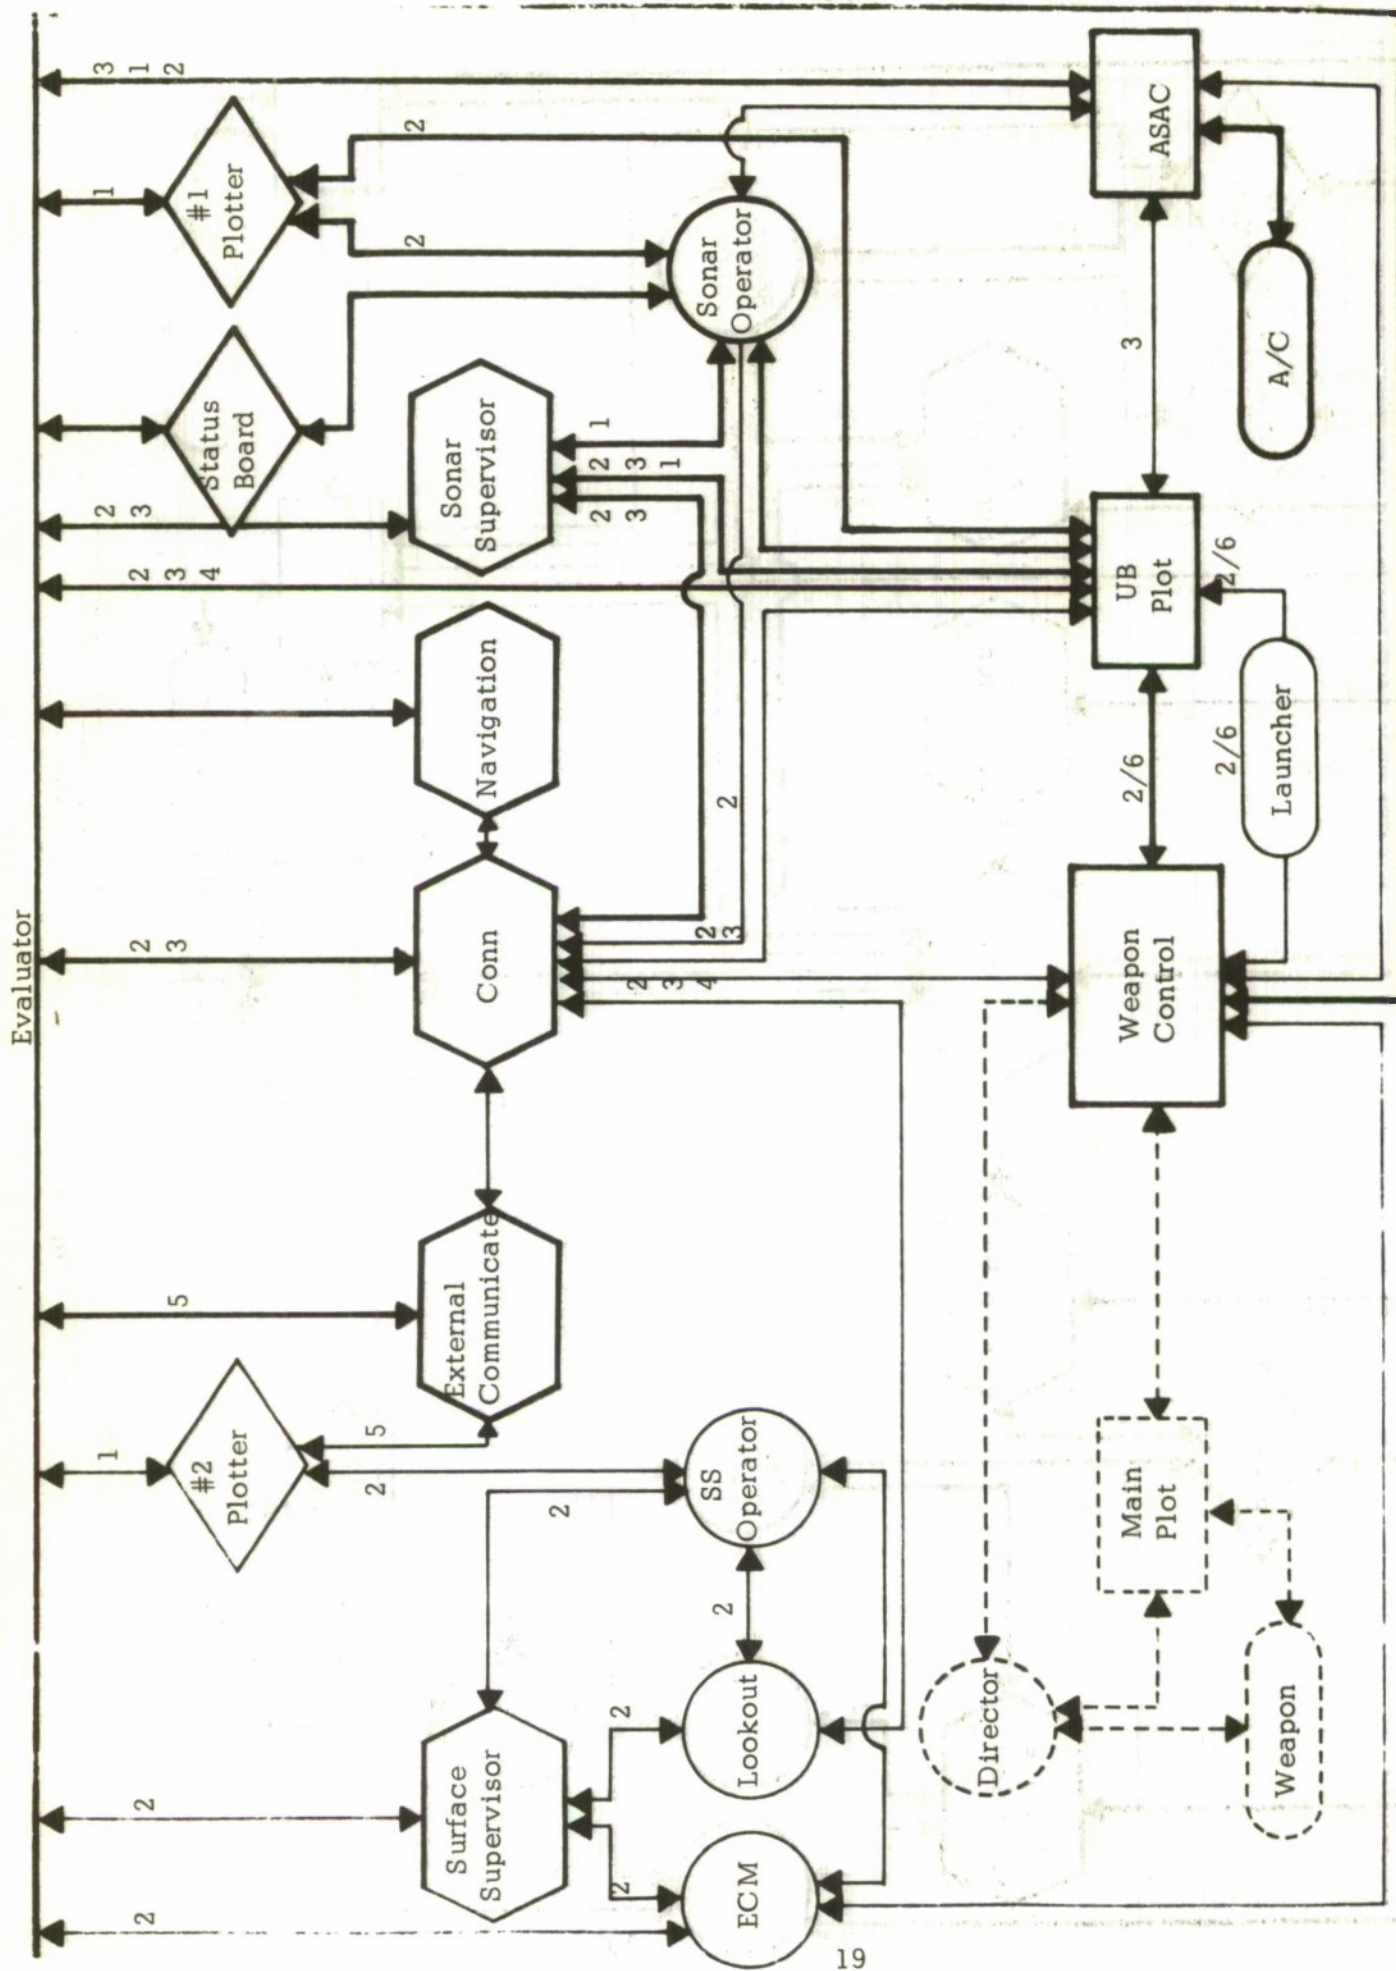 Evaluator
2
2
1
5
2
3
2
3
4
2
3
1
3
1
2
#2
Plotter
Status
Board
#1
Plotter
5
2
Surface
Supervisor
External
Communicate
Conn
Navigation
Sonar
Supervisor
2
2
2
2
3
1
2
3
1
2
2
ECM
Lookout
2
SS
Operator
2
3
2
3
4
2
Sonar
Operator
Director
Main
Plot
Weapon
Control
2/6
UB
Plot
3
ASAC
Weapon
2/6
Launcher
2/6
A/C
19